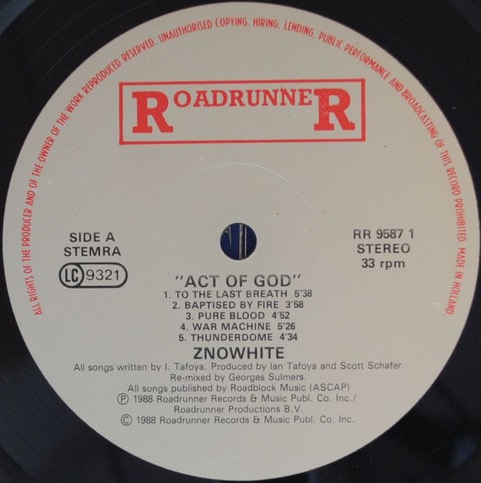 ALL RIGHTS OF THE PRODUCER AND OF THE OWNER OF THE WORK REPRODUCED RESERVED. UNAUTHORISED COPYING, HIRING, LENDING, PUBLIC PERFORMANCE AND BROADCASTING OF THIS RECORD PROHIBITED. MADE IN HOLLAND
ROADRUNNER
SIDE A
STEMRA
LC 9321
RR 9587 1
STEREO
33 rpm
"ACT OF GOD"
1. TO THE LAST BREATH 5'38
2. BAPTISED BY FIRE 3'58
3. PURE BLOOD 4'52
4. WAR MACHINE 5'26
5. THUNDERDOME 4'34
ZNOWHITE
All songs written by I. Tafoya. Produced by Ian Tafoya and Scott Schafer.
Re-mixed by Georges Sulmers.
All songs published by Roadblock Music (ASCAP)
Ⓟ 1988 Roadrunner Records & Music Publ. Co. Inc./
Roadrunner Productions B.V.
© 1988 Roadrunner Records & Music Publ. Co. Inc.